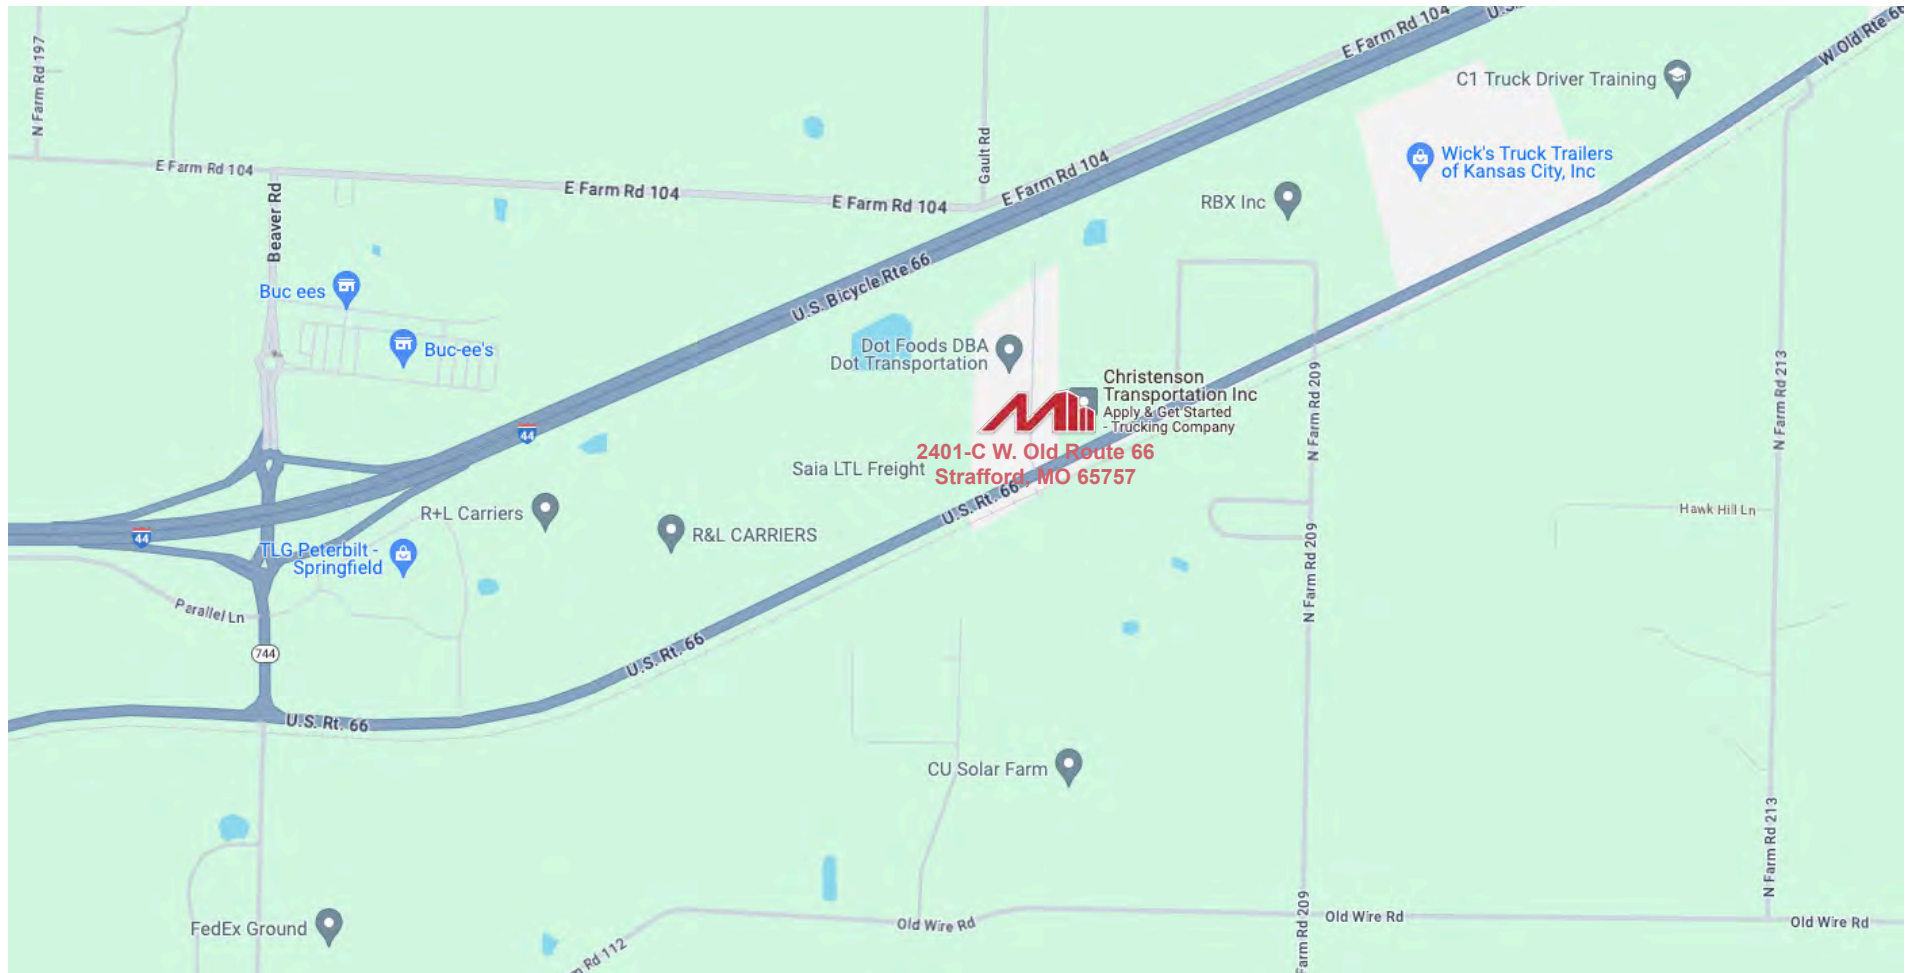 N Farm Rd 197
E Farm Rd 104
U.S.
W Old Rte 66
C1 Truck Driver Training
E Farm Rd 104
Beaver Rd
E Farm Rd 104
E Farm Rd 104
Gault Rd
E Farm Rd 104
Wick's Truck Trailers
of Kansas City, Inc
RBX Inc
Buc ees
Buc-ee's
U.S. Bicycle Rte 66
Dot Foods DBA
Dot Transportation
Christenson
Transportation Inc
Apply & Get Started
- Trucking Company
2401-C W. Old Route 66
Strafford, MO 65757
44
Saia LTL Freight
U.S. Rt. 66
N Farm Rd 209
N Farm Rd 213
R+L Carriers
R&L CARRIERS
44
TLG Peterbilt -
Springfield
Hawk Hill Ln
N Farm Rd 209
Parallel Ln
744
U.S. Rt. 66
U.S. Rt. 66
CU Solar Farm
N Farm Rd 213
FedEx Ground
Rd 112
Old Wire Rd
Farm Rd 209
Old Wire Rd
Old Wire Rd